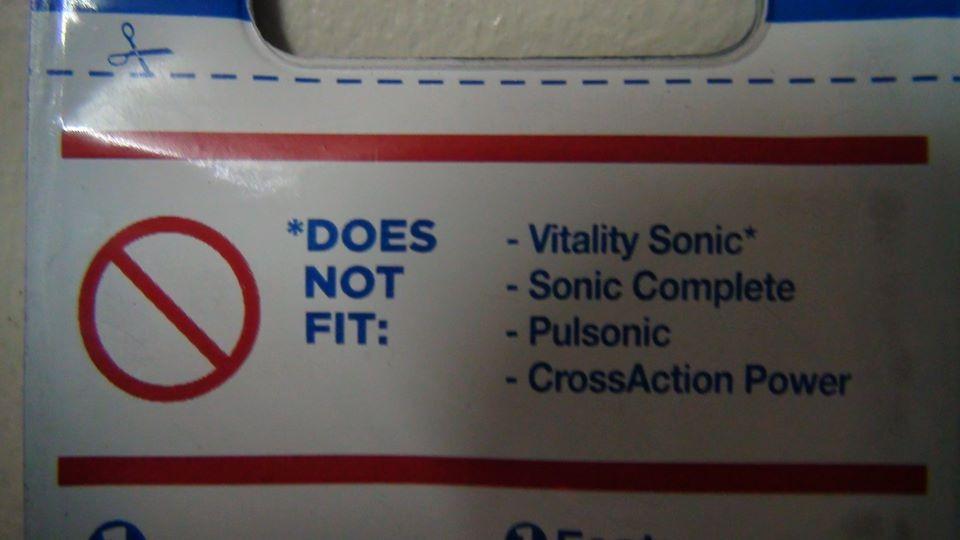 *DOES
NOT
FIT:
- Vitality Sonic*
- Sonic Complete
- Pulsonic
- CrossAction Power